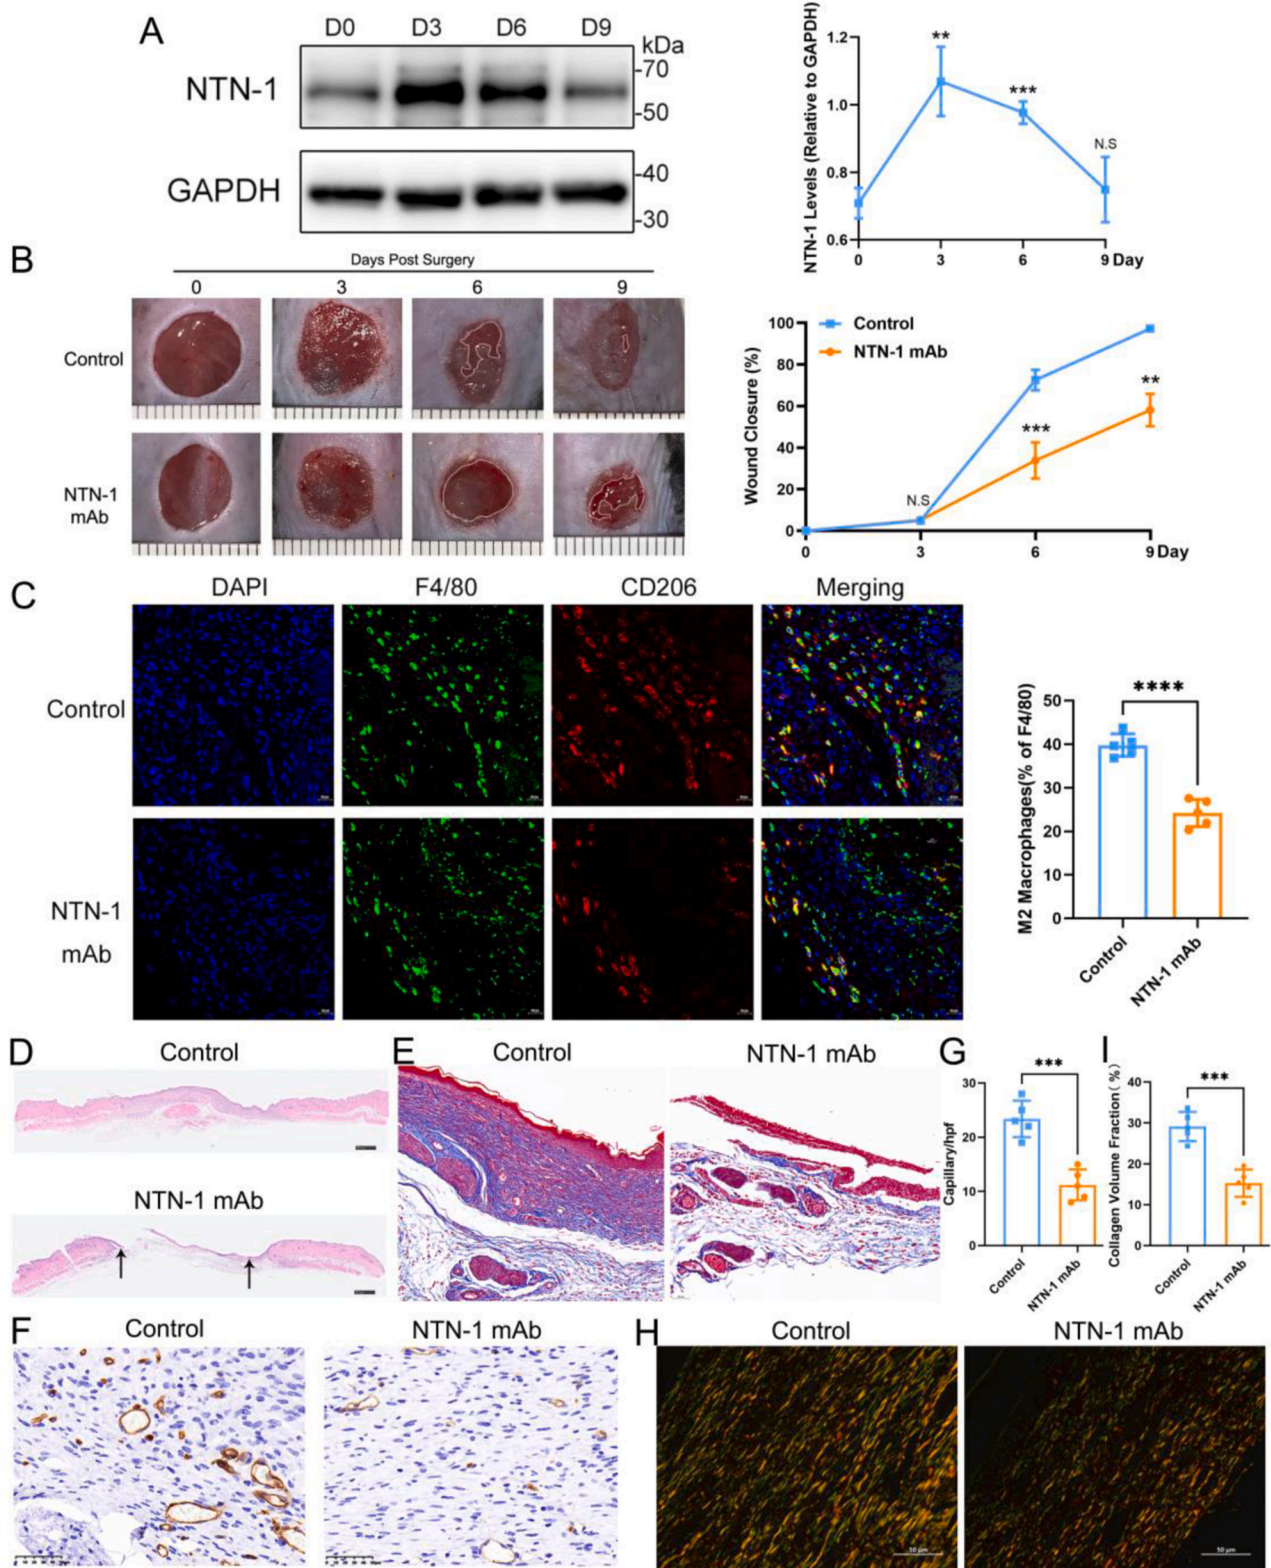 A
D0 D3 D6 D9
kDa
NTN-1
-70
-50
GAPDH
-40
-30
NTN-1 Levels (Relative to GAPDH)
1.2
1.0
0.8
0.6
**
***
N.S
0 3 6 9 Day
B
Days Post Surgery
0 3 6 9
Control
NTN-1
mAb
Wound Closure (%)
100
80
60
40
20
0
Control
NTN-1 mAb
N.S
***
**
0 3 6 9 Day
C
DAPI F4/80 CD206 Merging
Control
NTN-1
mAb
M2 Macrophages(% of F4/80)
50
40
30
20
10
0
****
Control
NTN-1 mAb
D
Control
NTN-1 mAb
E
Control NTN-1 mAb
G
Capillary/hpf
30
20
10
0
***
Control
NTN-1 mAb
I
Collagen Volume Fraction( %)
40
30
20
10
0
***
Control
NTN-1 mAb
F
Control NTN-1 mAb
H
Control NTN-1 mAb
50 µm
50 µm